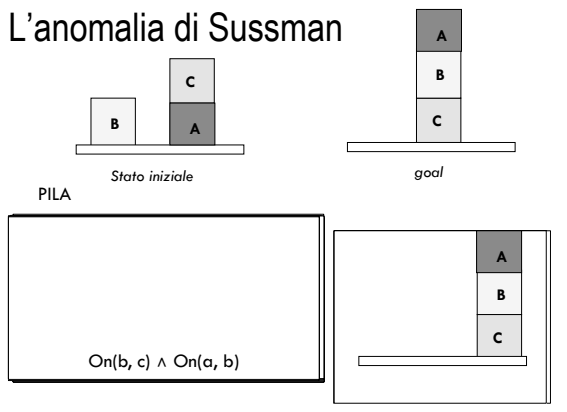 L'anomalia di Sussman
A
B
C
C
B
A
Stato iniziale
goal
PILA
A
B
C
On(b, c) ∧ On(a, b)